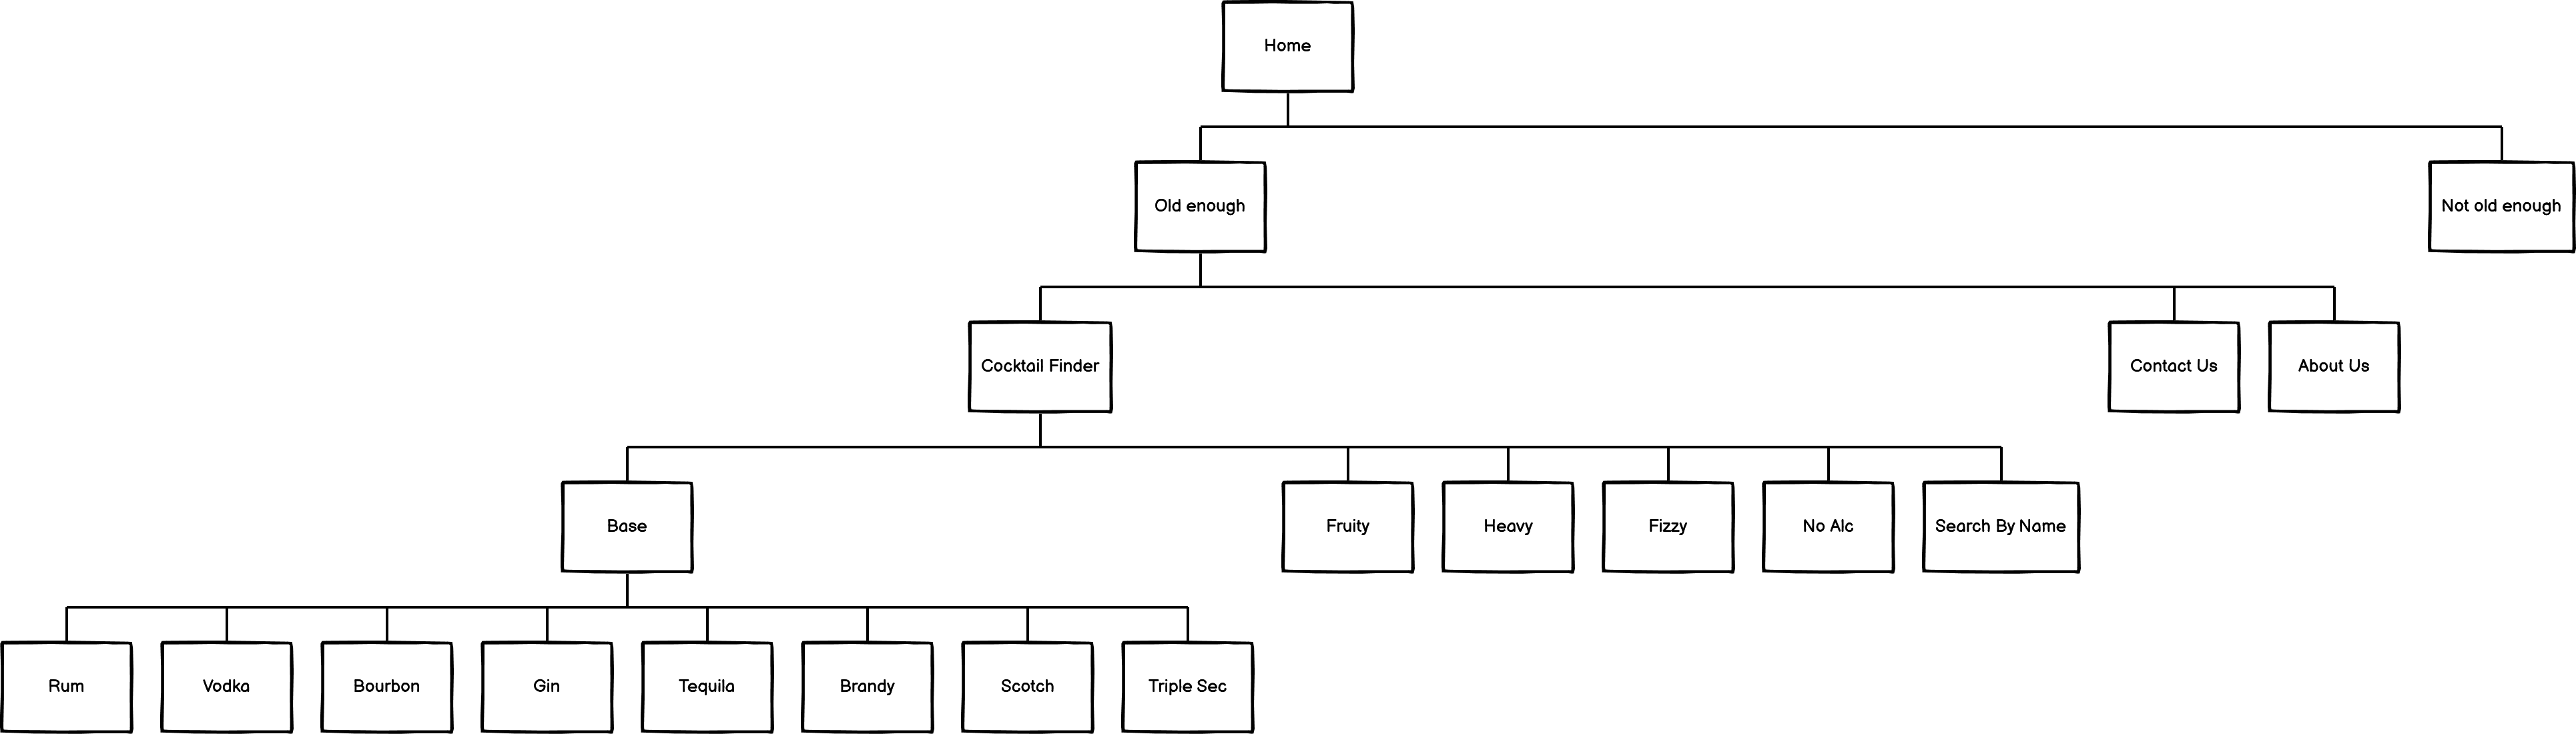 Home
Old enough
Not old enough
Cocktail Finder
Contact Us
About Us
Base
Fruity
Heavy
Fizzy
No Alc
Search By Name
Rum
Vodka
Bourbon
Gin
Tequila
Brandy
Scotch
Triple Sec